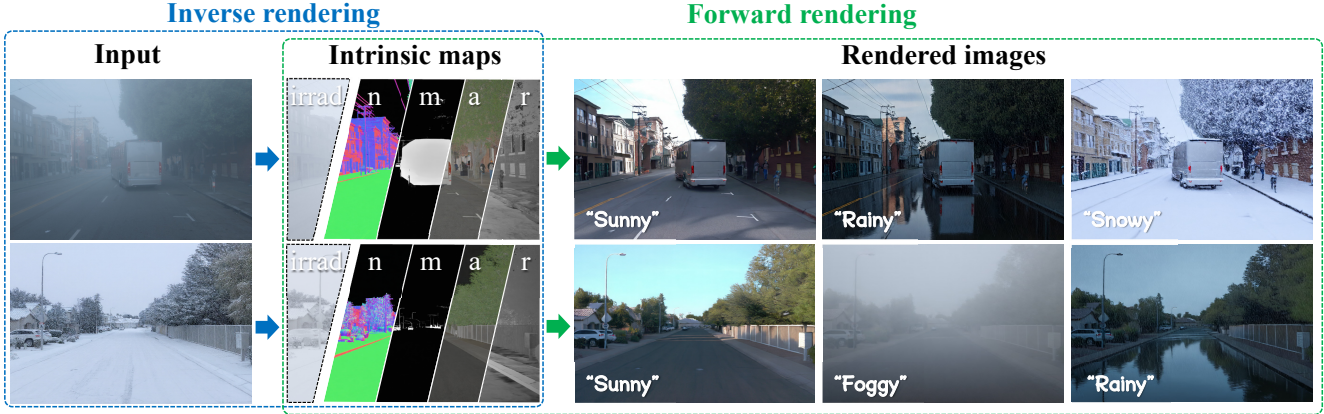 Inverse rendering
Forward rendering
Input
Intrinsic maps
Rendered images
irrad n m a r
“Sunny”
“Rainy”
“Snowy”
irrad n m a r
“Sunny”
“Foggy”
“Rainy”